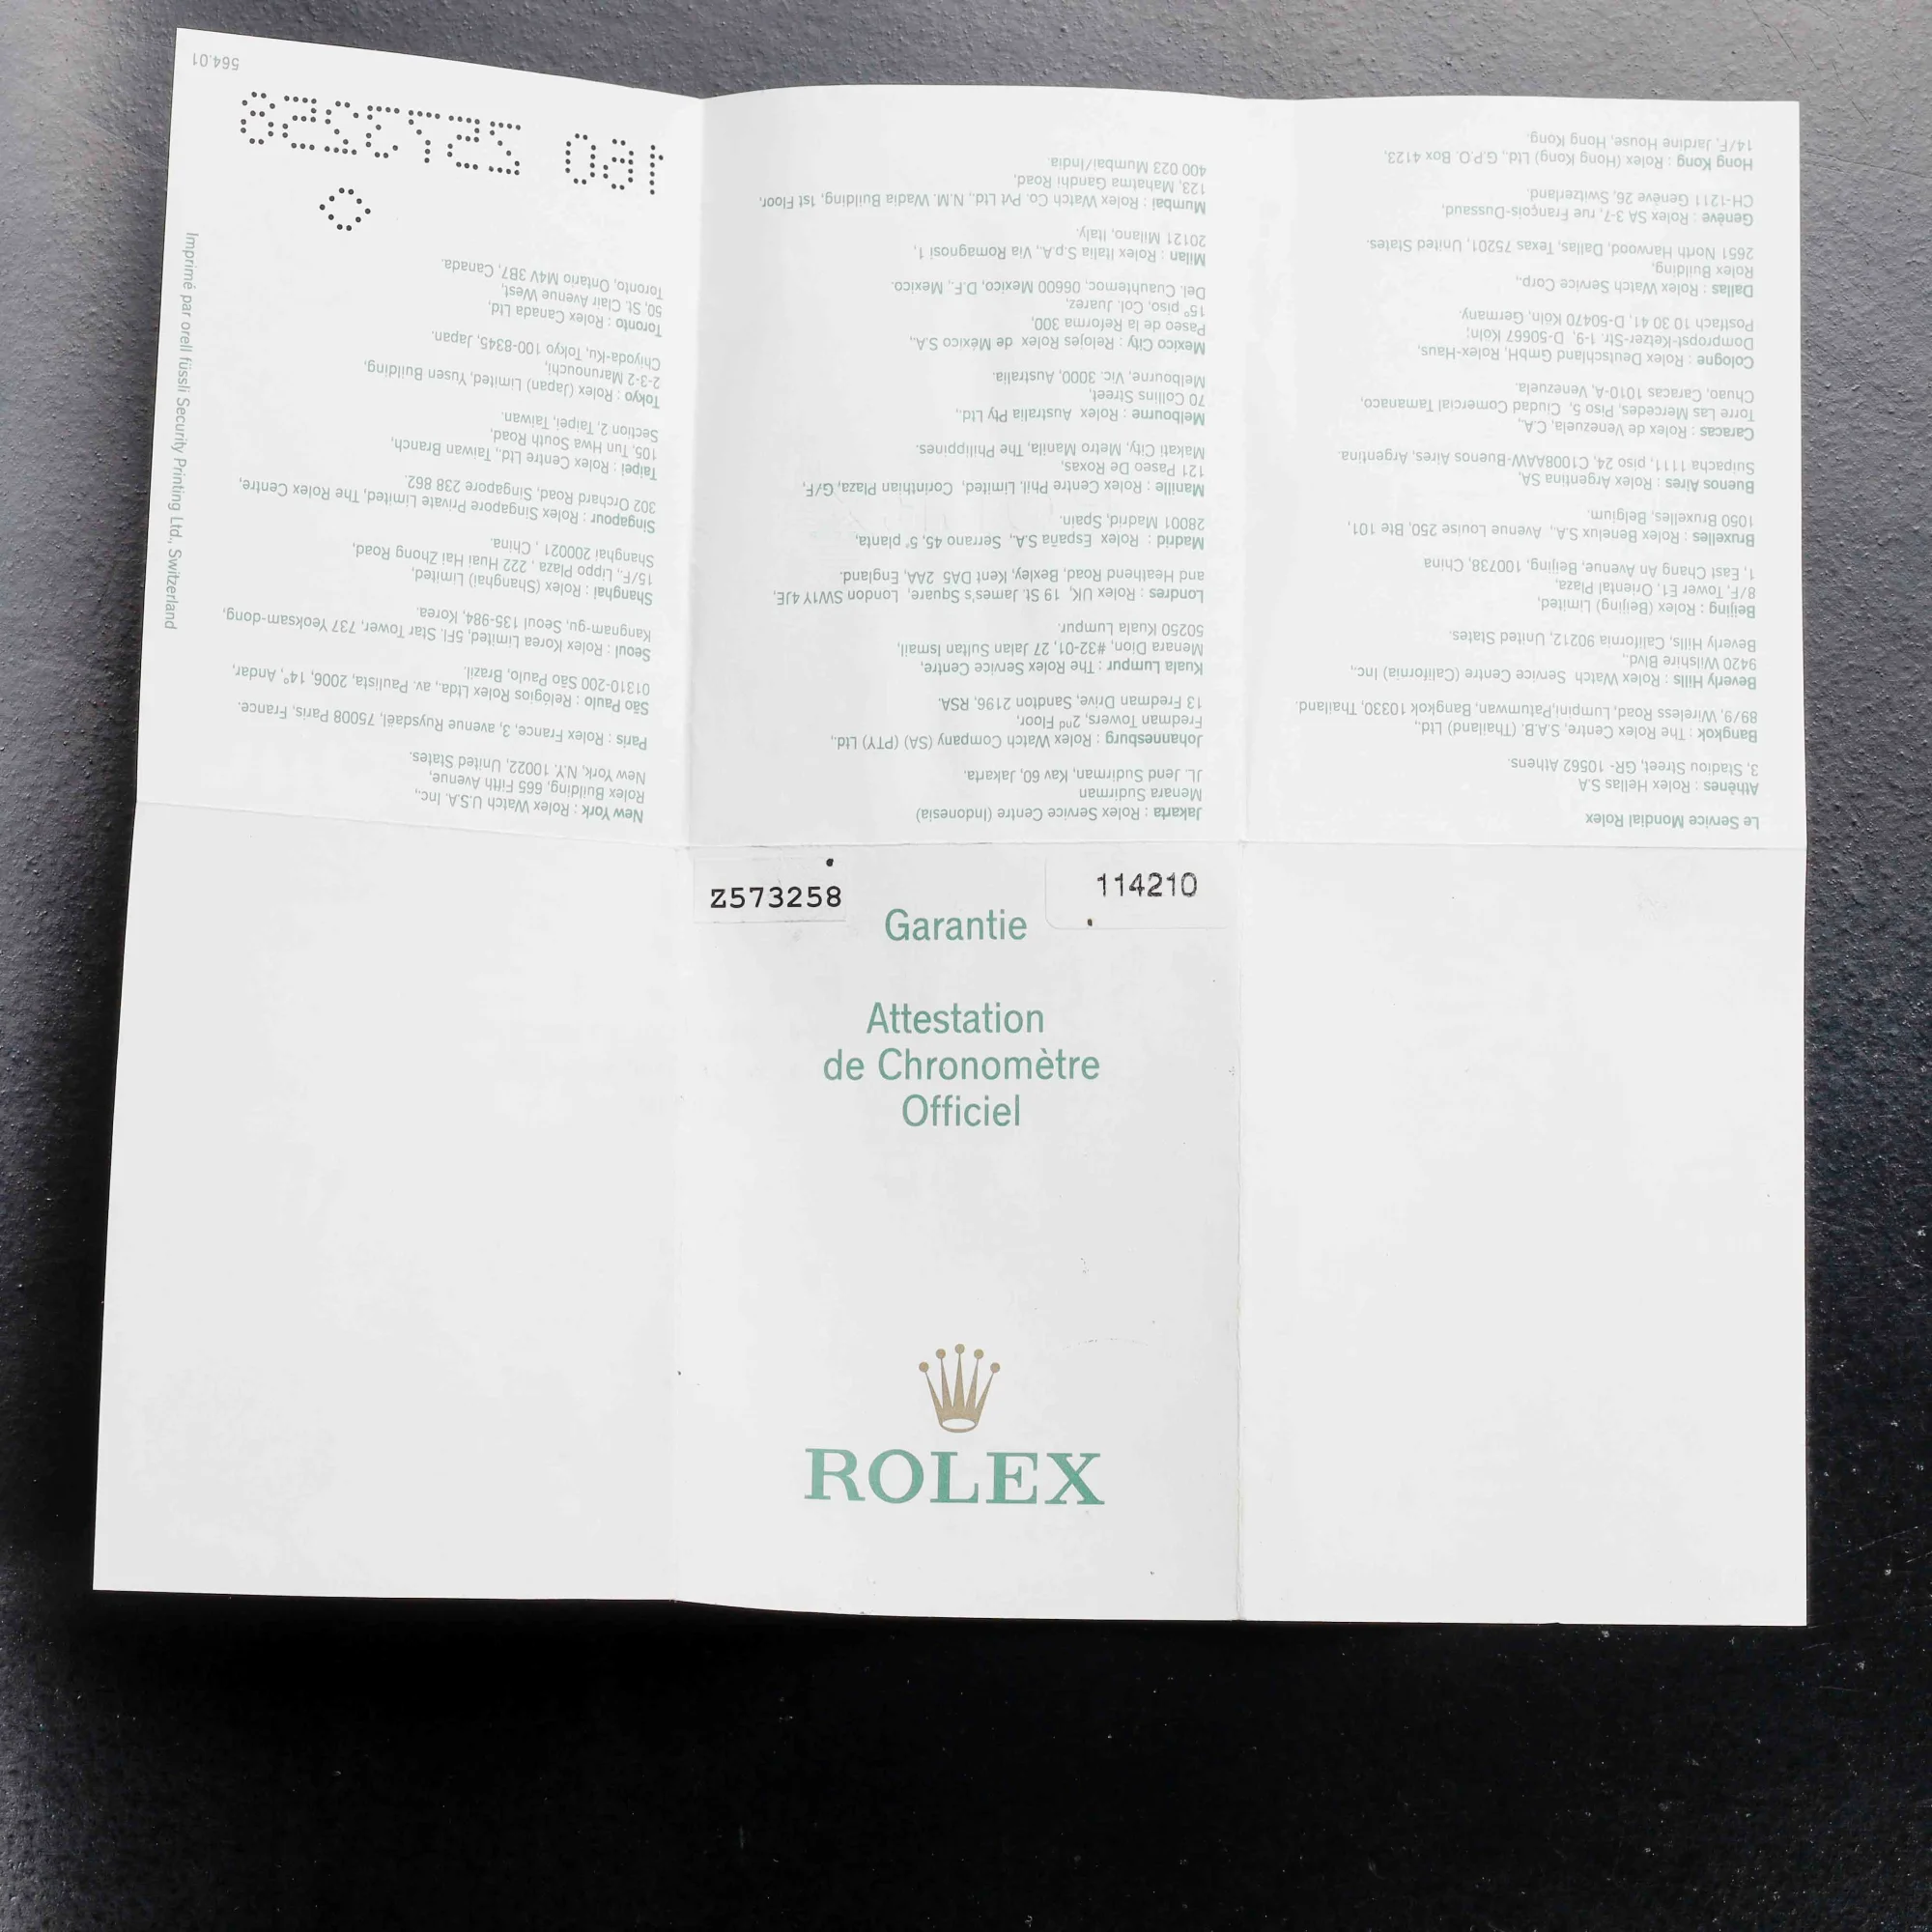 Z573258
114210
Garantie
Attestation
de Chronomètre
Officiel
ROLEX
Le Service Mondial Rolex
Athènes : Rolex Hellas S.A
3, Stadiou Street, GR- 10562 Athens.
Bangkok : The Rolex Centre, S.A.B. (Thailand) Ltd.,
89/9, Wireless Road, Lumpini,Patumwan, Bangkok 10330, Thailand.
Beverly Hills : Rolex Watch Service Centre (California) Inc.,
9420 Wilshire Blvd.,
Beverly Hills, California 90212, United States.
Beijing : Rolex (Beijing) Limited,
8/F, Tower E1, Oriental Plaza,
1, East Chang An Avenue, Beijing, 100738, China
Bruxelles : Rolex Benelux S.A., Avenue Louise 250, Bte 101,
1050 Bruxelles, Belgium.
Buenos Aires : Rolex Argentina SA,
Suipacha 1111, piso 24, C1008AAW-Buenos Aires, Argentina.
Caracas : Rolex de Venezuela, C.A.,
Torre Las Mercedes, Piso 5, Ciudad Comercial Tamanaco,
Chuao, Caracas 1010-A, Venezuela.
Cologne : Rolex Deutschland GmbH, Rolex-Haus,
Dompropst-Ketzer-Str. 1-9, D-50667 Köln;
Postfach 10 30 41, D-50470 Köln, Germany.
Dallas : Rolex Watch Service Corp.,
Rolex Building,
2651 North Harwood, Dallas, Texas 75201, United States.
Genève : Rolex SA 3-7, rue François-Dussaud,
CH-1211 Genève 26, Switzerland.
Hong Kong : Rolex (Hong Kong) Ltd., G.P.O. Box 4123,
14/F, Jardine House, Hong Kong.
Jakarta : Rolex Service Centre (Indonesia)
Menara Sudirman
JL. Jend Sudirman, Kav 60, Jakarta.
Johannesburg : Rolex Watch Company (SA) (PTY) Ltd.,
Fredman Towers, 2nd Floor,
13 Fredman Drive, Sandton 2196, RSA.
Kuala Lumpur : The Rolex Service Centre,
Menara Dion, #32-01, 27 Jalan Sultan Ismail,
50250 Kuala Lumpur.
Londres : Rolex UK, 19 St. James's Square, London SW1Y 4JE,
and Heathend Road, Bexley, Kent DA5 2AA, England.
Madrid : Rolex España S.A., Serrano 45, 5ª planta,
28001 Madrid, Spain.
Manille : Rolex Centre Phil. Limited, Corinthian Plaza, G/F,
121 Paseo De Roxas,
Makati City, Metro Manila, The Philippines.
Melbourne : Rolex Australia Pty Ltd.,
70 Collins Street,
Melbourne, Vic. 3000, Australia.
Mexico City : Relojes Rolex de México S.A.,
Paseo de la Reforma 300,
15° piso, Col. Juarez,
Del. Cuauhtemoc, 06600 Mexico, D.F., Mexico.
Milan : Rolex Italia S.p.A., Via Romagnosi 1,
20121 Milano, Italy.
Mumbai : Rolex Watch Co. Pvt Ltd., N.M. Wadia Building, 1st Floor,
123, Mahatma Gandhi Road,
400 023 Mumbai/India.
New York : Rolex Watch U.S.A. Inc.,
Rolex Building, 665 Fifth Avenue,
New York, N.Y. 10022, United States.
Paris : Rolex France, 3, avenue Ruysdaël, 75008 Paris, France.
São Paulo : Relógios Rolex Ltda., av. Paulista, 2006, 14°, Andar,
01310-200 São Paulo, Brazil.
Seoul : Rolex Korea Limited, 5Fl. Star Tower, 737 Yeoksam-dong,
Kangnam-gu, Seoul 135-984, Korea.
Shanghai : Rolex (Shanghai) Limited,
15/F., Lippo Plaza , 222 Huai Hai Zhong Road,
Shanghai 200021 , China.
Singapour : Rolex Singapore Private Limited, The Rolex Centre,
302 Orchard Road, Singapore 238 862.
Taipei : Rolex Centre Ltd., Taiwan Branch,
105, Tun Hwa South Road,
Section 2, Taipei, Taiwan.
Tokyo : Rolex (Japan) Limited, Yusen Building,
2-3-2 Marunouchi,
Chiyoda-Ku, Tokyo 100-8345, Japan.
Toronto : Rolex Canada Ltd,
50, St. Clair Avenue West,
Toronto, Ontario M4V 3B7, Canada.
Z573258
564.01
Imprimé par orell füssli Security Printing Ltd., Switzerland